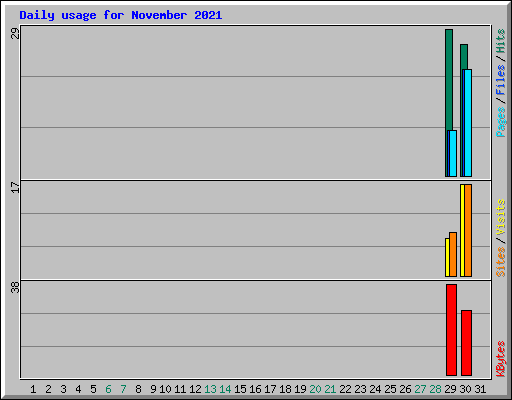 Daily usage for November 2021
29
17
38
Pages / Files / Hits
Sites / Visits
KBytes
1 2 3 4 5 6 7 8 9 10 11 12 13 14 15 16 17 18 19 20 21 22 23 24 25 26 27 28 29 30 31